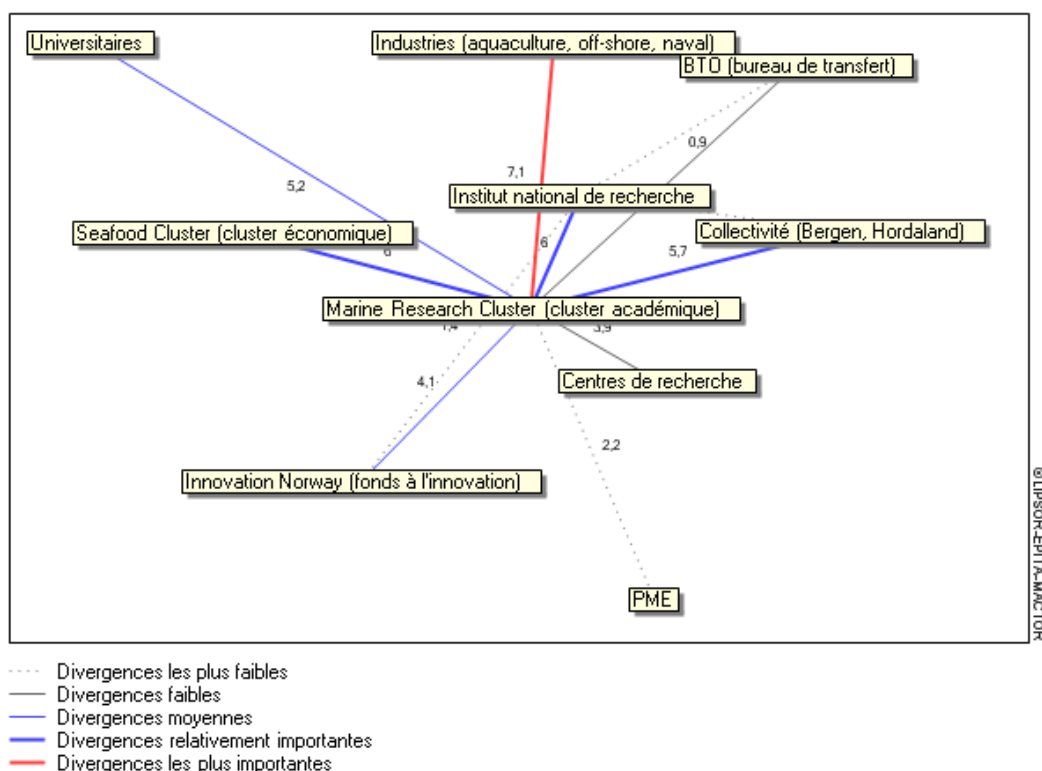 Universitaires
Industries (aquaculture, off-shore, naval)
BTO (bureau de transfert)
0,9
7,1
5,2
Institut national de recherche
Seafood Cluster (cluster économique)
Collectivité (Bergen, Hordaland)
6
6
5,7
Marine Research Cluster (cluster académique)
1,4
3,9
4,1
Centres de recherche
2,2
Innovation Norway (fonds à l'innovation)
PME
©LIPSOR-EPITA-MACTOR
Divergences les plus faibles
Divergences faibles
Divergences moyennes
Divergences relativement importantes
Divergences les plus importantes